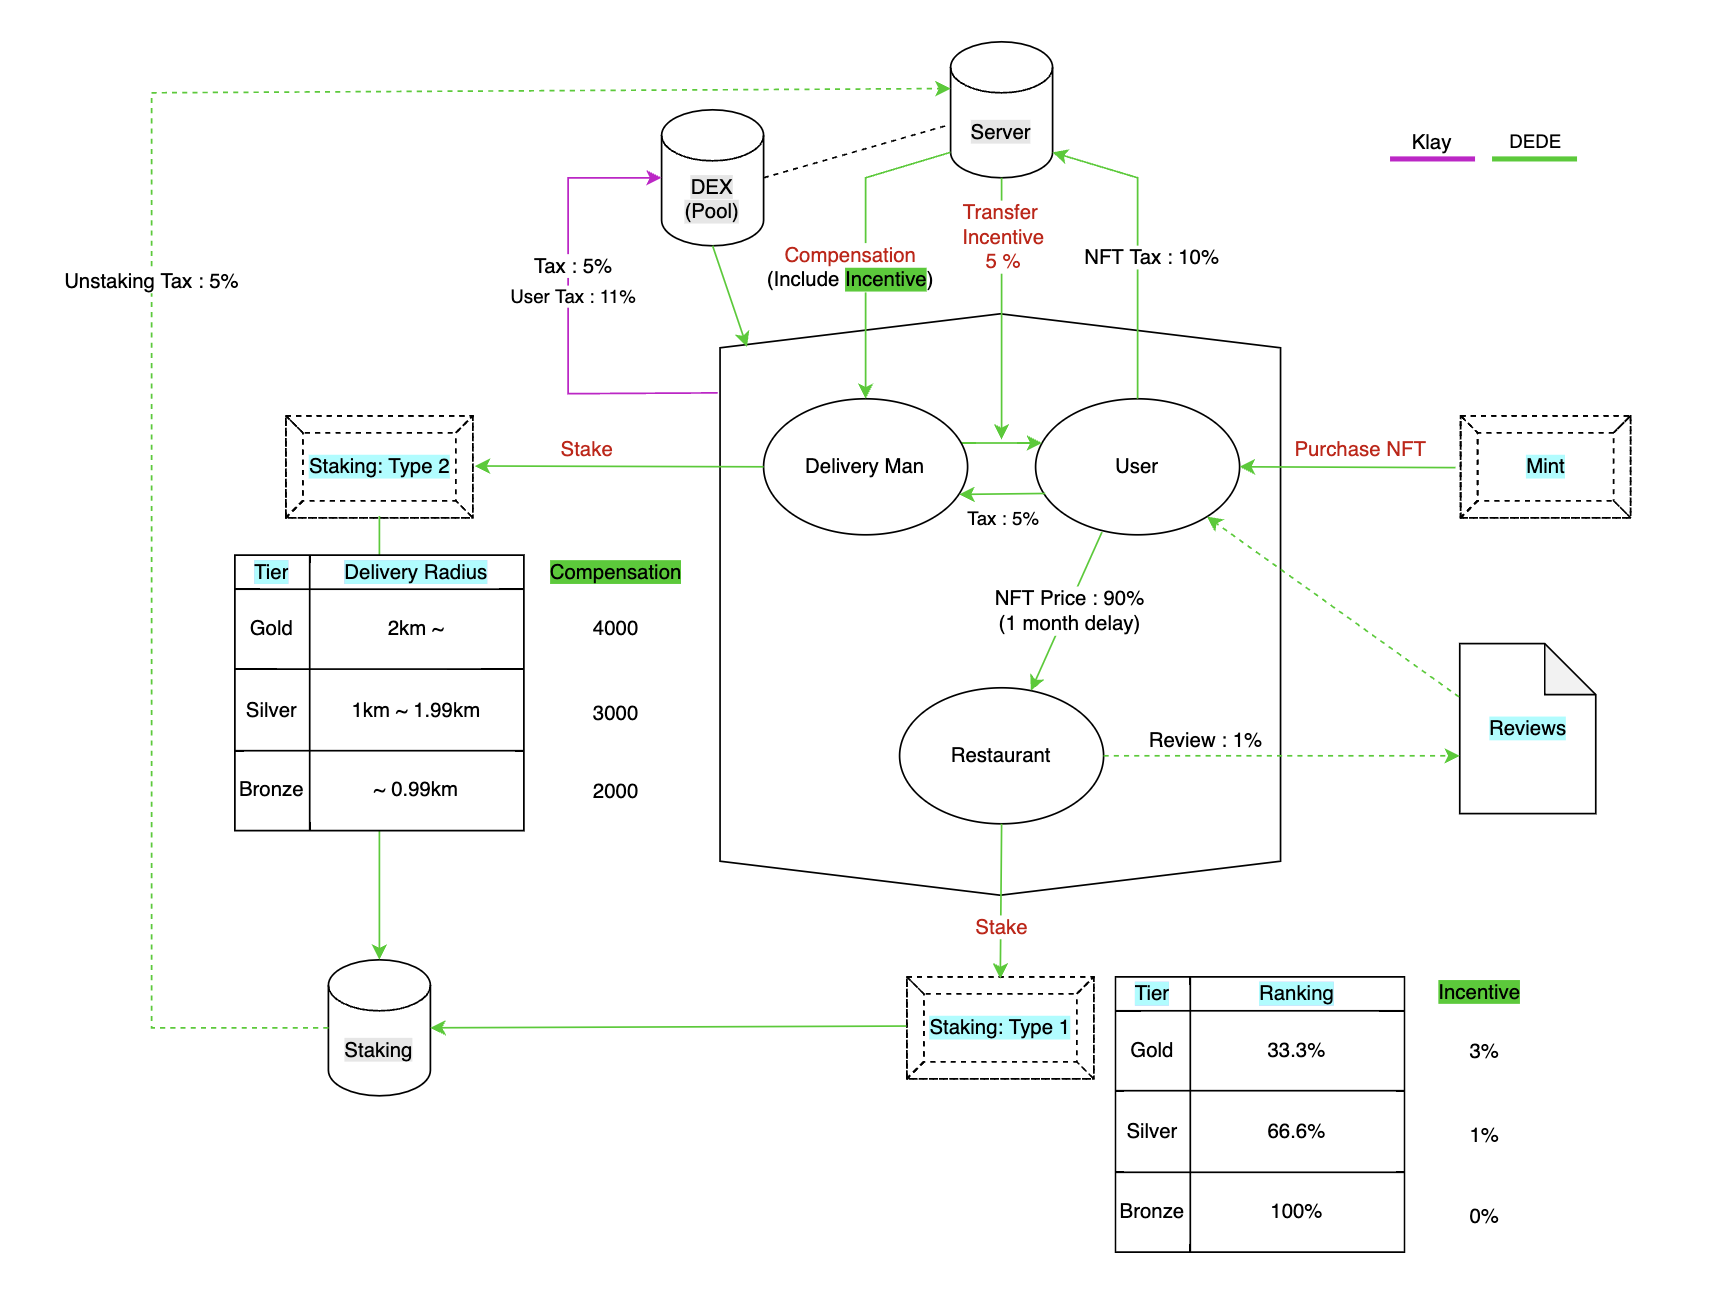 Server
Klay
DEDE
DEX
(Pool)
Transfer
Incentive
5 %
Compensation
(Include Incentive)
NFT Tax : 10%
Tax : 5%
User Tax : 11%
Unstaking Tax : 5%
Stake
Staking: Type 2
Delivery Man
User
Purchase NFT
Mint
Tax : 5%
Tier
Delivery Radius
Compensation
Gold
2km ~
4000
Silver
1km ~ 1.99km
3000
Bronze
~ 0.99km
2000
NFT Price : 90%
(1 month delay)
Restaurant
Review : 1%
Reviews
Stake
Staking
Staking: Type 1
Tier
Ranking
Incentive
Gold
33.3%
3%
Silver
66.6%
1%
Bronze
100%
0%